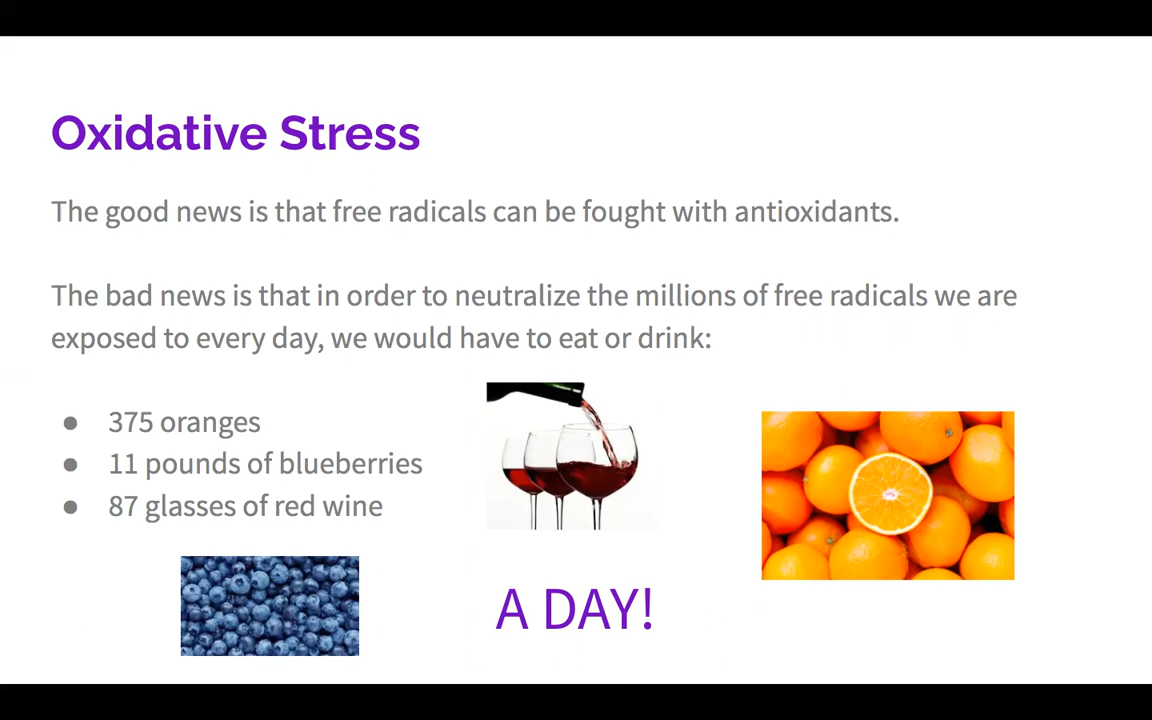 Oxidative Stress
The good news is that free radicals can be fought with antioxidants.
The bad news is that in order to neutralize the millions of free radicals we are
exposed to every day, we would have to eat or drink:
● 375 oranges
● 11 pounds of blueberries
● 87 glasses of red wine
A DAY!